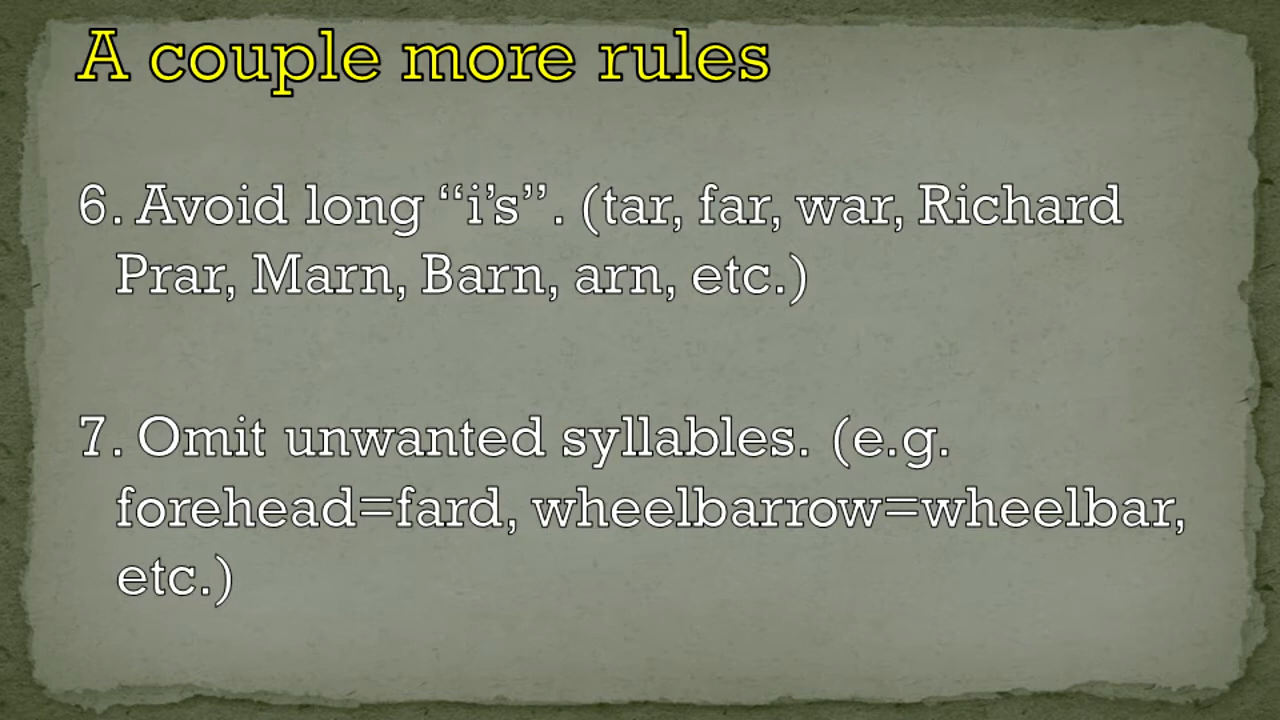 A couple more rules
6. Avoid long “i’s”. (tar, far, war, Richard
Prar, Marn, Barn, arn, etc.)
7. Omit unwanted syllables. (e.g.
forehead=fard, wheelbarrow=wheelbar,
etc.)